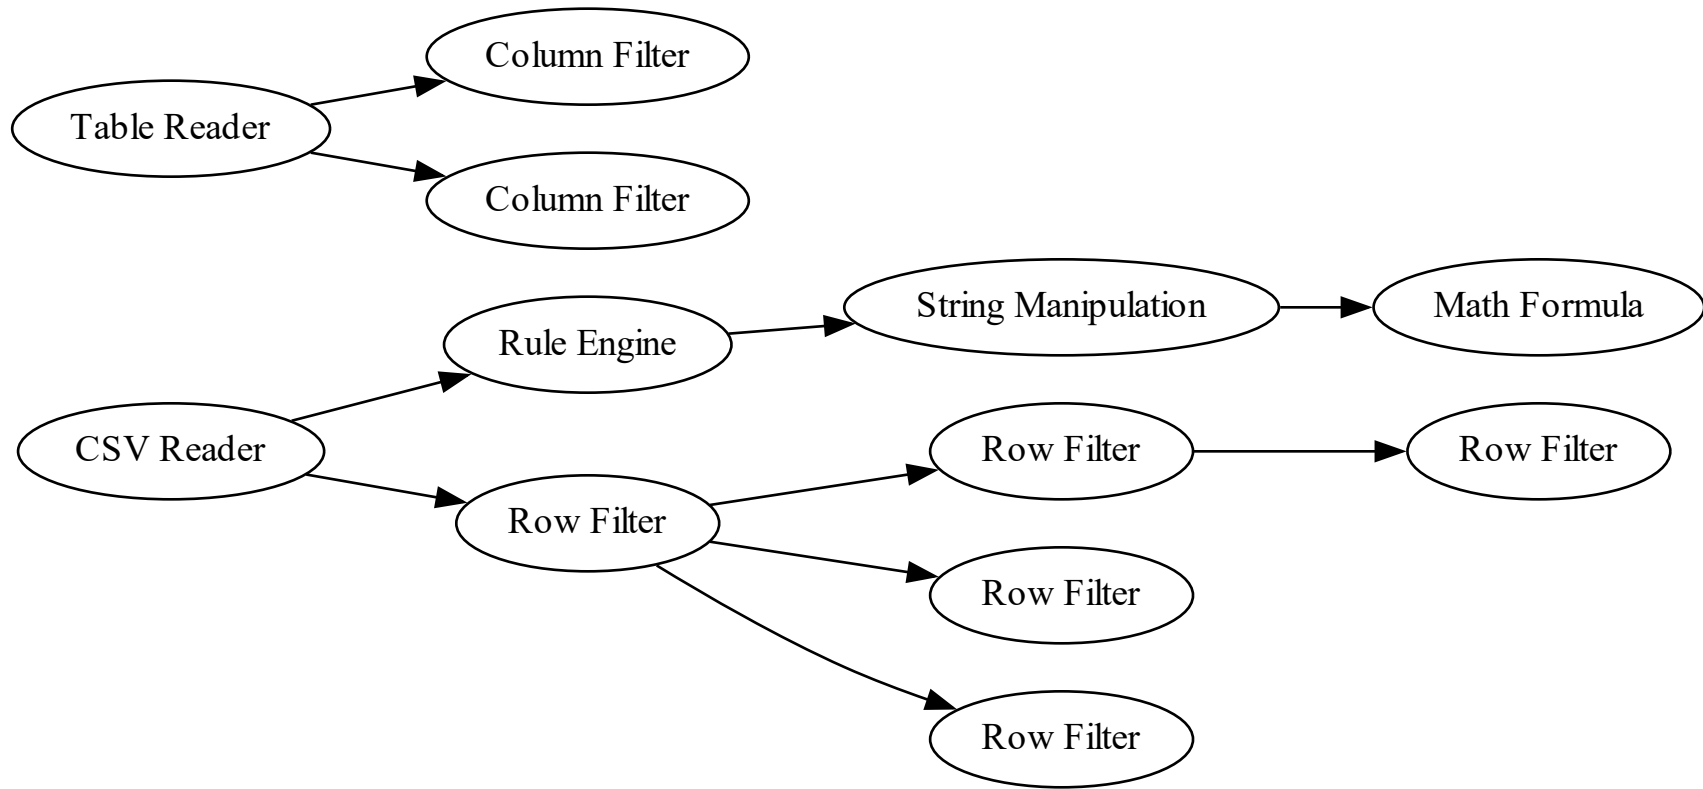 Column Filter
Table Reader
Column Filter
String Manipulation
Math Formula
Rule Engine
CSV Reader
Row Filter
Row Filter
Row Filter
Row Filter
Row Filter